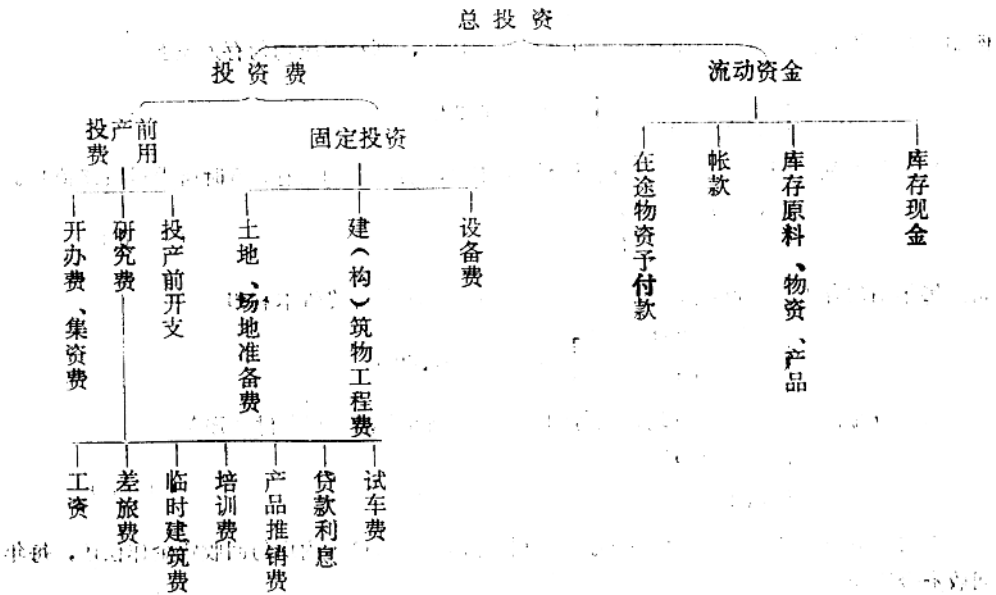 总投资
投资费
流动资金
投产前
费用
固定投资
在途物资予付款
帐款
库存原料、物资、产品
库存现金
开办费、集资费
研究费
投产前开支
土地、场地准备费
建(构)筑物工程费
设备费
工资
差旅费
临时建筑费
培训费
产品推销费
贷款利息
试车费